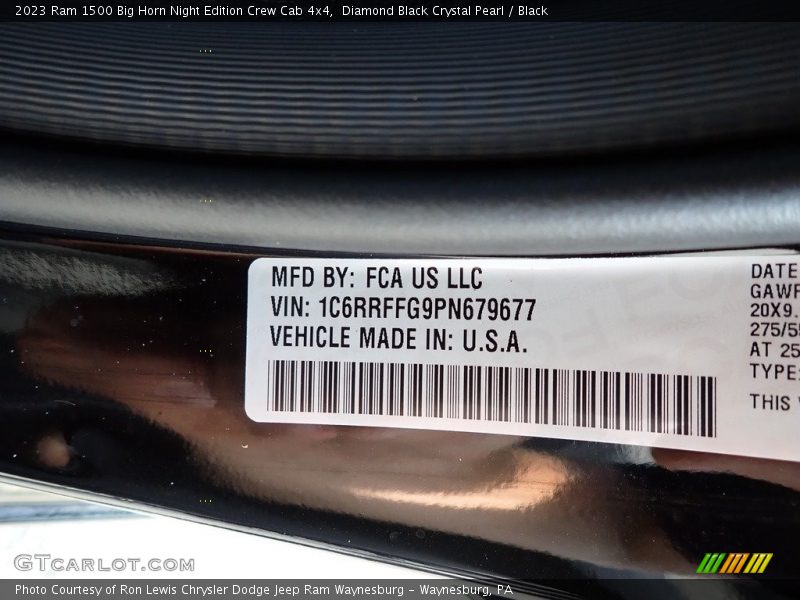 2023 Ram 1500 Big Horn Night Edition Crew Cab 4x4,  Diamond Black Crystal Pearl / Black
MFD BY: FCA US LLC
VIN: 1C6RRFFG9PN679677
VEHICLE MADE IN: U.S.A.
DATE
GAWR
20X9.
275/55
AT 25
TYPE:
THIS
GTCARLOT.COM
Photo Courtesy of Ron Lewis Chrysler Dodge Jeep Ram Waynesburg – Waynesburg, PA